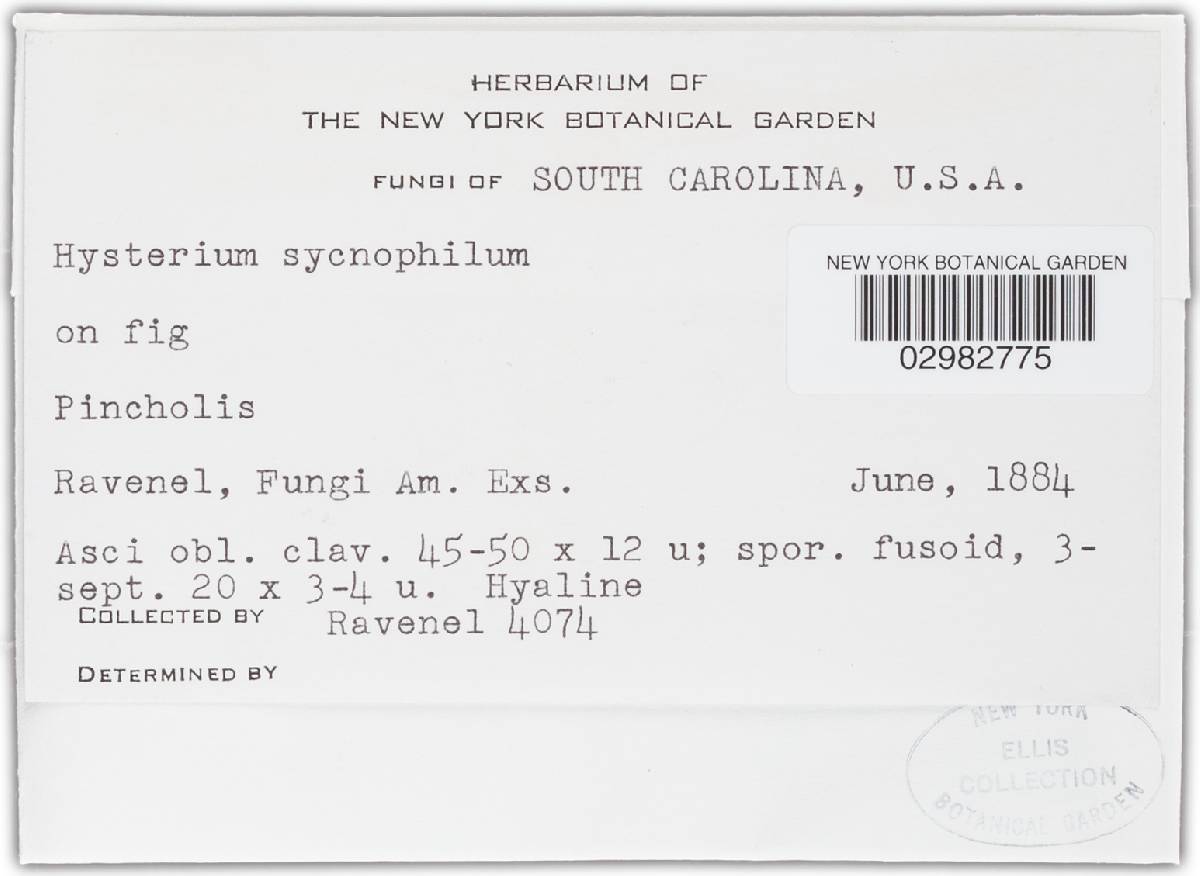 HERBARIUM OF
THE NEW YORK BOTANICAL GARDEN
FUNGI OF SOUTH CAROLINA, U.S.A.
Hysterium sycnophilum
NEW YORK BOTANICAL GARDEN
02982775
on fig
Pincholis
Ravenel, Fungi Am. Exs. June, 1884
Asci obl. clav. 45-50 x 12 u; spor. fusoid, 3-
sept. 20 x 3-4 u. Hyaline
COLLECTED BY Ravenel 4074
DETERMINED BY
NEW YORK
ELLIS
COLLECTION
BOTANICAL GARDEN